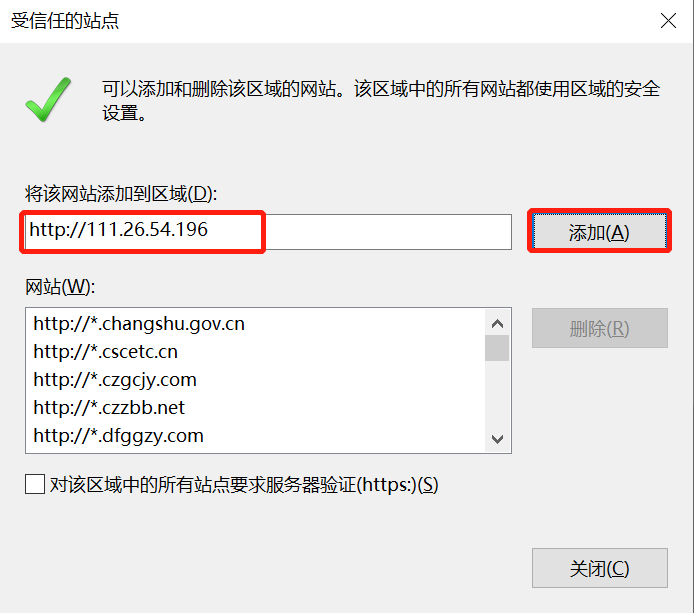 受信任的站点
可以添加和删除该区域的网站。该区域中的所有网站都使用区域的安全
设置。
将该网站添加到区域(D):
http://111.26.54.196
添加(A)
网站(W):
http://*.changshu.gov.cn
http://*.cscetc.cn
http://*.czgcjy.com
http://*.czzbb.net
http://*.dfggzy.com
删除(R)
对该区域中的所有站点要求服务器验证(https:)(S)
关闭(C)